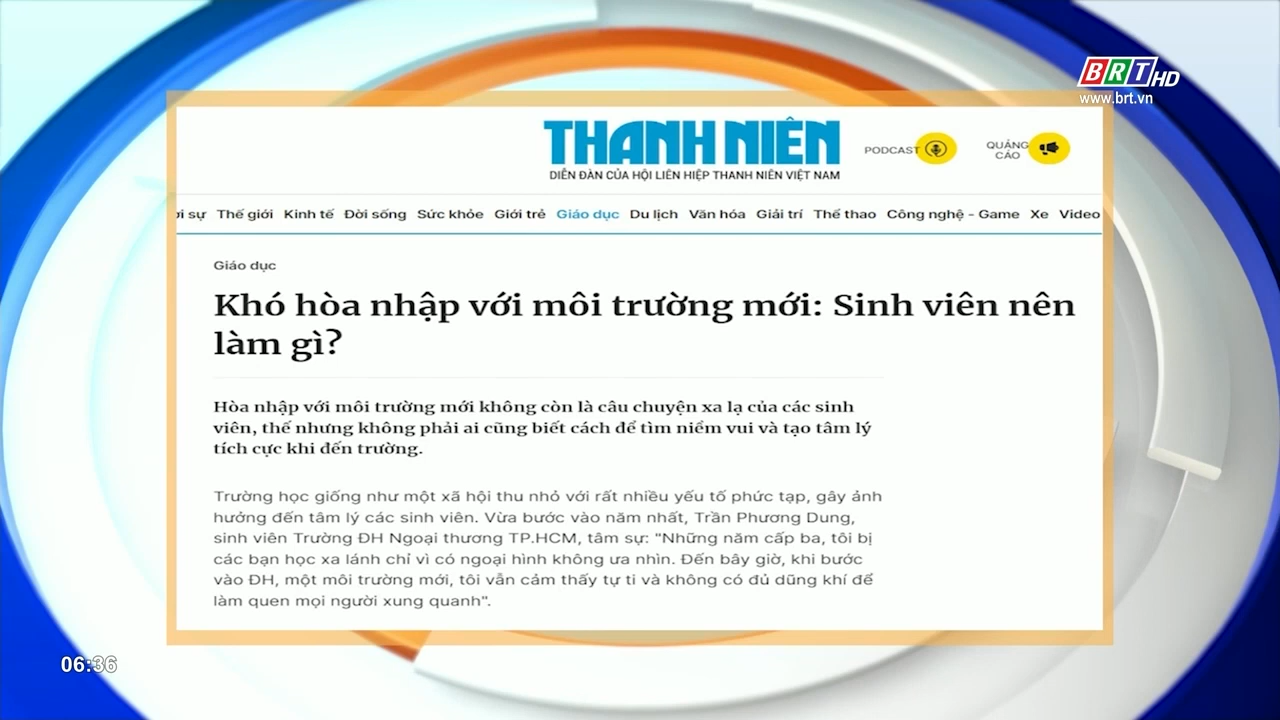 BRT HD
www.brt.vn
THANH NIÊN
DIỄN ĐÀN CỦA HỘI LIÊN HIỆP THANH NIÊN VIỆT NAM
PODCAST
QUẢNG
CÁO
ời sự Thế giới Kinh tế Đời sống Sức khỏe Giới trẻ Giáo dục Du lịch Văn hóa Giải trí Thể thao Công nghệ - Game Xe Video
Giáo dục
Khó hòa nhập với môi trường mới: Sinh viên nên
làm gì?
Hòa nhập với môi trường mới không còn là câu chuyện xa lạ của các sinh
viên, thế nhưng không phải ai cũng biết cách để tìm niềm vui và tạo tâm lý
tích cực khi đến trường.
Trường học giống như một xã hội thu nhỏ với rất nhiều yếu tố phức tạp, gây ảnh
hưởng đến tâm lý các sinh viên. Vừa bước vào năm nhất, Trần Phương Dung,
sinh viên Trường ĐH Ngoại thương TP.HCM, tâm sự: "Những năm cấp ba, tôi bị
các bạn học xa lánh chỉ vì có ngoại hình không ưa nhìn. Đến bây giờ, khi bước
vào ĐH, một môi trường mới, tôi vẫn cảm thấy tự ti và không có đủ dũng khí để
làm quen mọi người xung quanh".
06:36